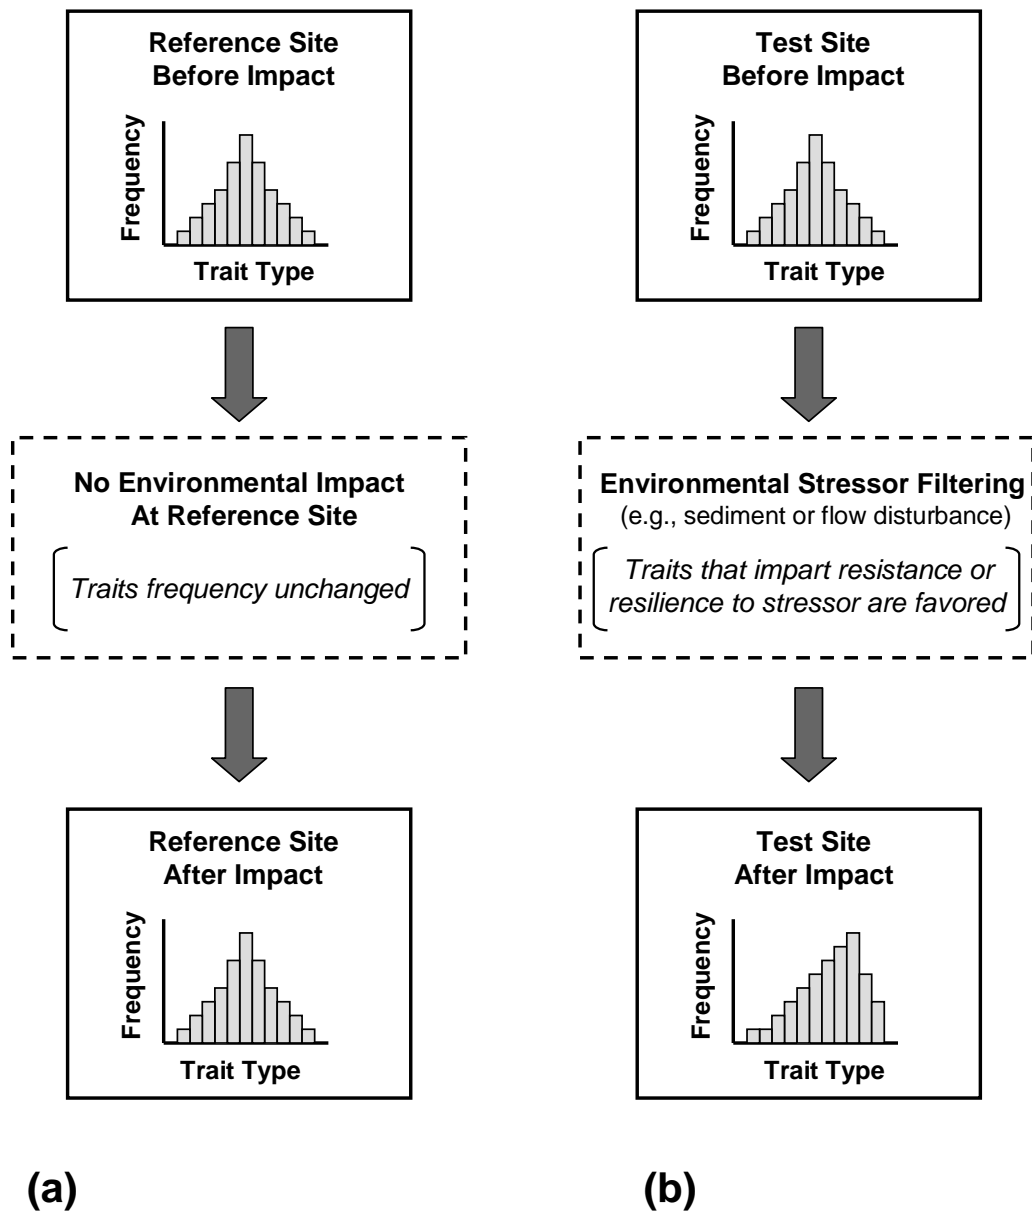 Reference Site
Before Impact
Frequency
Trait Type
No Environmental Impact
At Reference Site
Traits frequency unchanged
Reference Site
After Impact
Frequency
Trait Type
(a)
Test Site
Before Impact
Frequency
Trait Type
Environmental Stressor Filtering
(e.g., sediment or flow disturbance)
Traits that impart resistance or
resilience to stressor are favored
Test Site
After Impact
Frequency
Trait Type
(b)